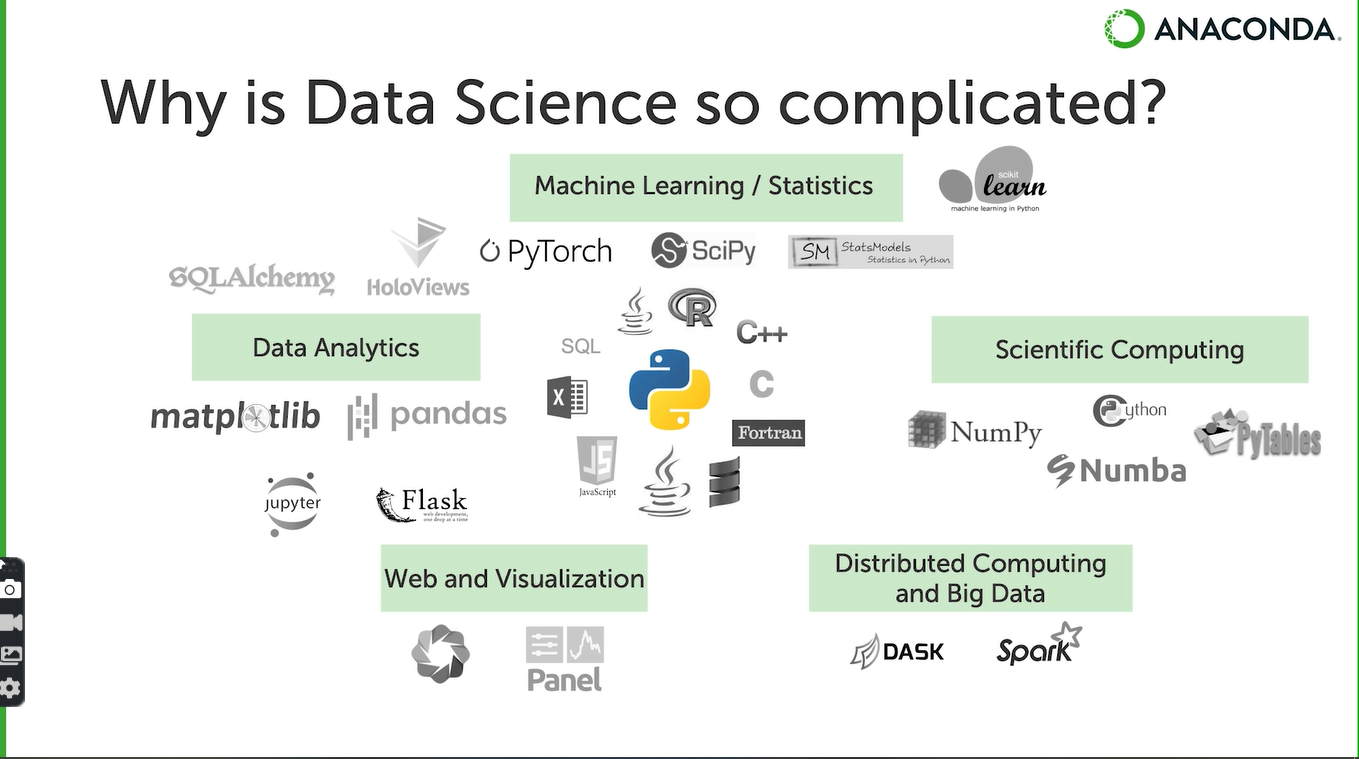 ANACONDA.
Why is Data Science so complicated?
Machine Learning / Statistics
scikit
learn
machine learning in Python
PyTorch
SciPy
SM
StatsModels
Statistics in Python
SQLAlchemy
HoloViews
R
C++
Data Analytics
SQL
Scientific Computing
X
C
matplotlib
pandas
Fortran
NumPy
Cython
PyTables
JS
JavaScript
Numba
jupyter
Flask
web development,
one drop at a time
Web and Visualization
Distributed Computing
and Big Data
DASK
Spark
Panel